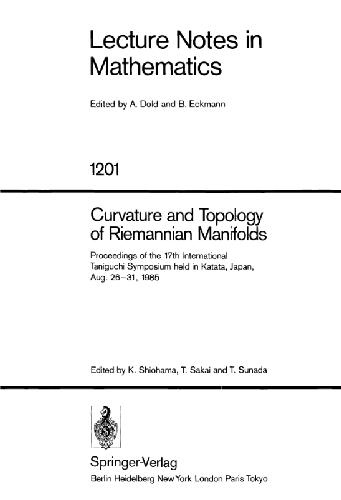 Lecture Notes in
Mathematics
Edited by A. Dold and B. Eckmann
1201
Curvature and Topology
of Riemannian Manifolds
Proceedings of the 17th International
Taniguchi Symposium held in Katata, Japan,
Aug. 26–31, 1985
Edited by K. Shiohama, T. Sakai and T. Sunada
Springer-Verlag
Berlin Heidelberg New York London Paris Tokyo